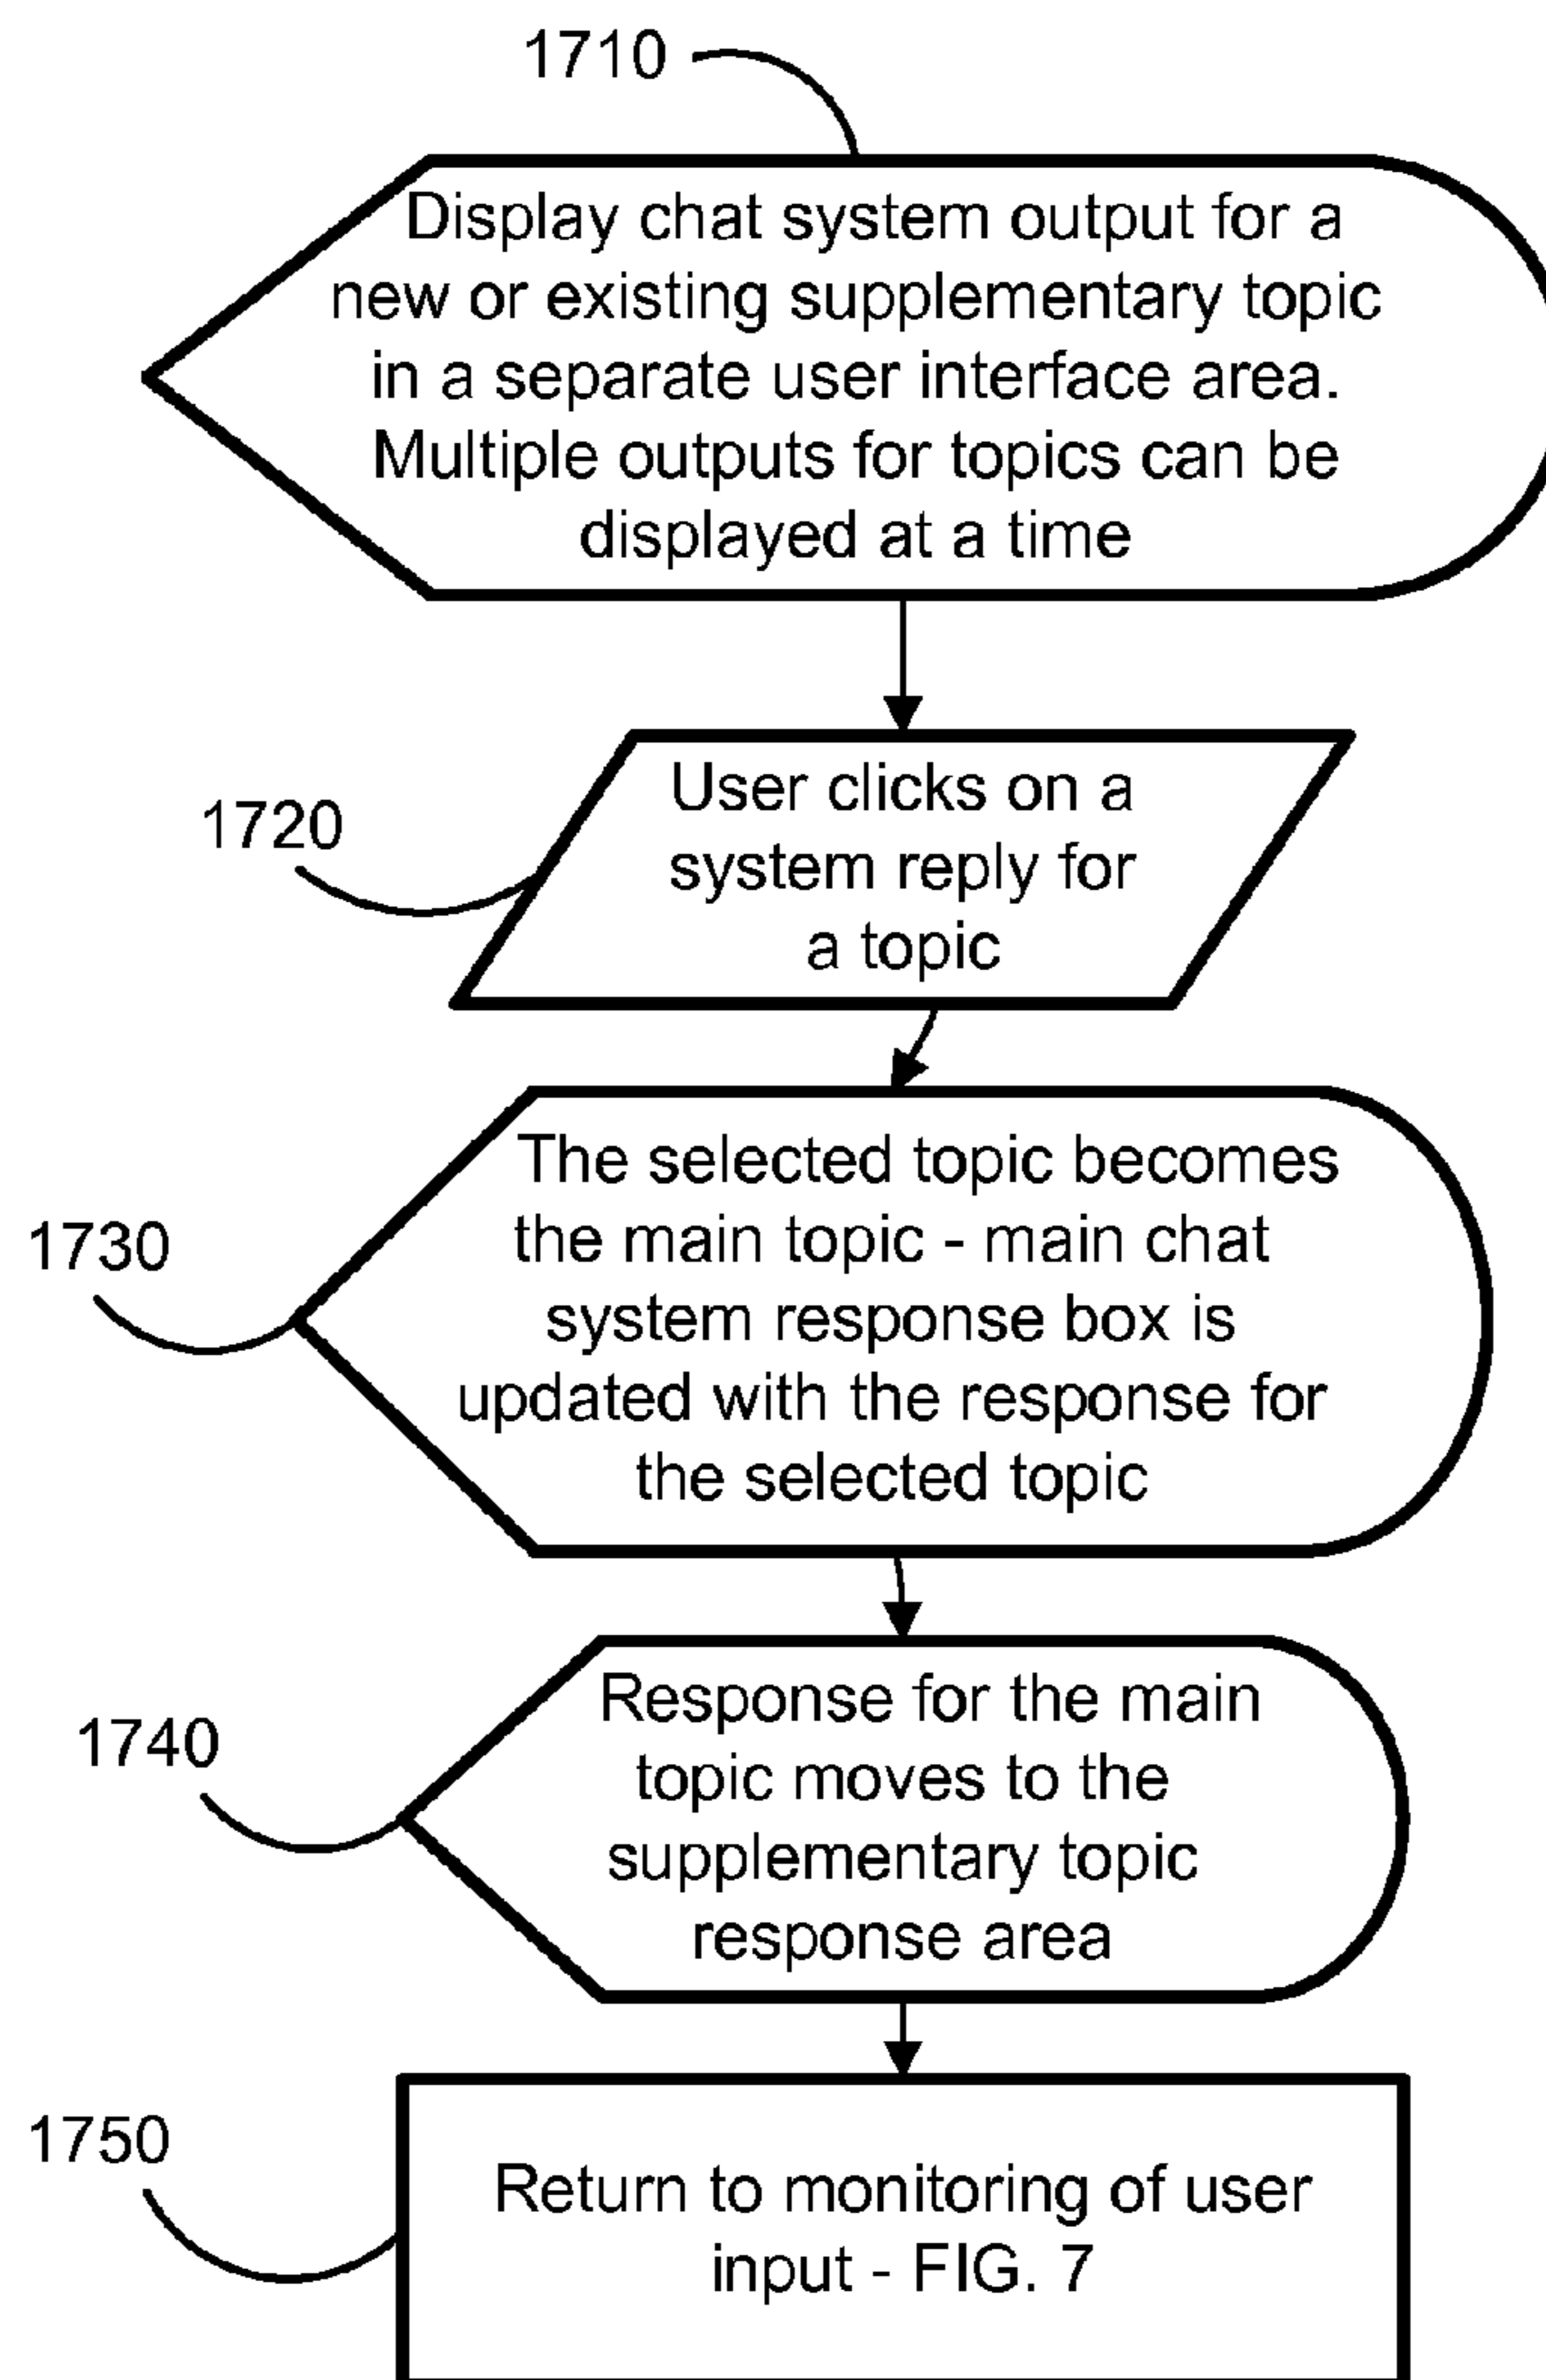 1710
Display chat system output for a
new or existing supplementary topic
in a separate user interface area.
Multiple outputs for topics can be
displayed at a time
1720
User clicks on a
system reply for
a topic
1730
The selected topic becomes
the main topic - main chat
system response box is
updated with the response for
the selected topic
1740
Response for the main
topic moves to the
supplementary topic
response area
1750
Return to monitoring of user
input - FIG. 7